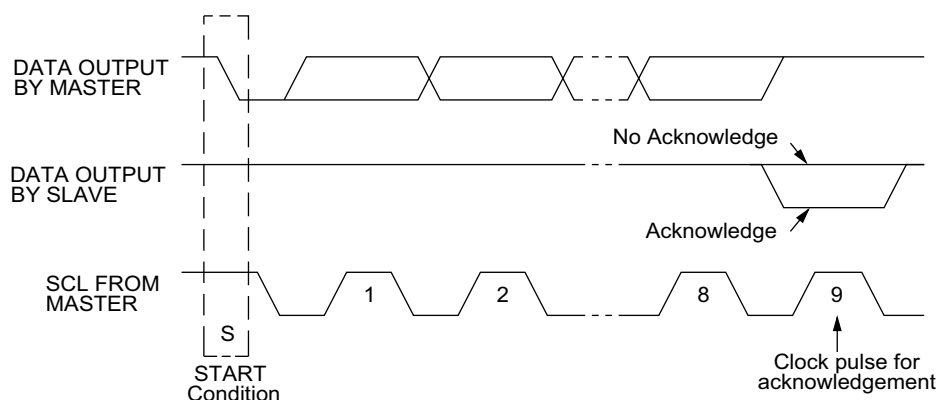 DATA OUTPUT
BY MASTER
No Acknowledge
DATA OUTPUT
BY SLAVE
Acknowledge
SCL FROM
MASTER
1
2
8
9
S
START
Condition
Clock pulse for
acknowledgement